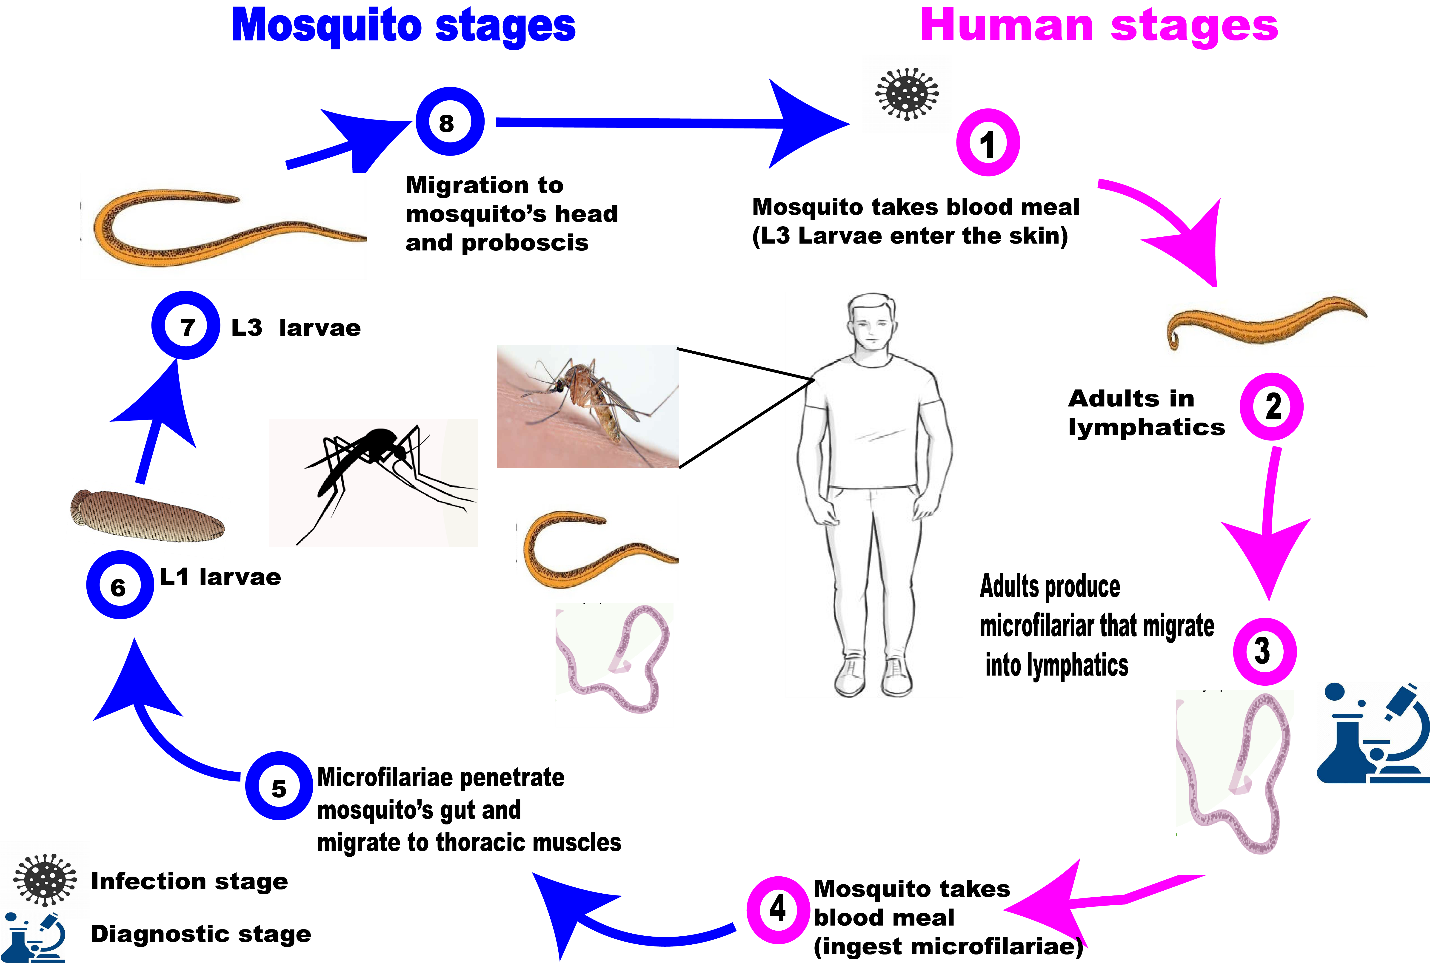 Mosquito stages
Human stages
8
Migration to
mosquito's head
and proboscis
1
Mosquito takes blood meal
(L3 Larvae enter the skin)
7
L3 larvae
2
Adults in
lymphatics
6
L1 larvae
Adults produce
microfilariar that migrate
into lymphatics
3
5
Microfilariae penetrate
mosquito's gut and
migrate to thoracic muscles
4
Mosquito takes
blood meal
(ingest microfilariae)
Infection stage
Diagnostic stage